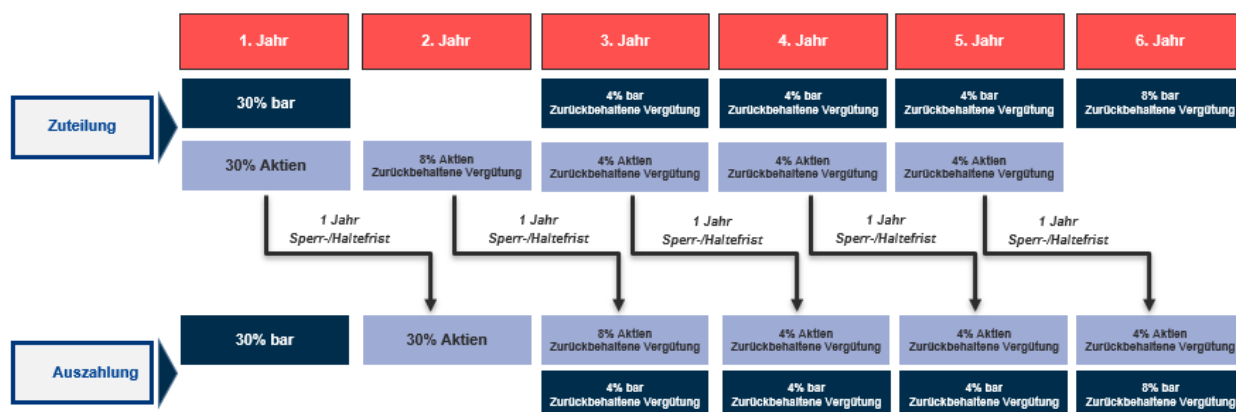 1. Jahr
2. Jahr
3. Jahr
4. Jahr
5. Jahr
6. Jahr
Zuteilung
30% bar
4% bar
Zurückbehaltene Vergütung
4% bar
Zurückbehaltene Vergütung
4% bar
Zurückbehaltene Vergütung
8% bar
Zurückbehaltene Vergütung
30% Aktien
8% Aktien
Zurückbehaltene Vergütung
4% Aktien
Zurückbehaltene Vergütung
4% Aktien
Zurückbehaltene Vergütung
4% Aktien
Zurückbehaltene Vergütung
1 Jahr
Sperr-/Haltefrist
1 Jahr
Sperr-/Haltefrist
1 Jahr
Sperr-/Haltefrist
1 Jahr
Sperr-/Haltefrist
1 Jahr
Sperr-/Haltefrist
Auszahlung
30% bar
30% Aktien
8% Aktien
Zurückbehaltene Vergütung
4% Aktien
Zurückbehaltene Vergütung
4% Aktien
Zurückbehaltene Vergütung
4% Aktien
Zurückbehaltene Vergütung
4% bar
Zurückbehaltene Vergütung
4% bar
Zurückbehaltene Vergütung
4% bar
Zurückbehaltene Vergütung
8% bar
Zurückbehaltene Vergütung